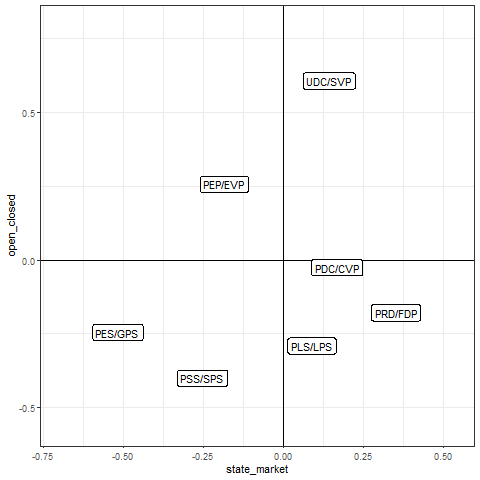 UDC/SVP
0.5
PEP/EVP
open_closed
0.0
PDC/CVP
PRD/FDP
PES/GPS
PLS/LPS
PSS/SPS
-0.5
-0.75 -0.50 -0.25 0.00 0.25 0.50
state_market